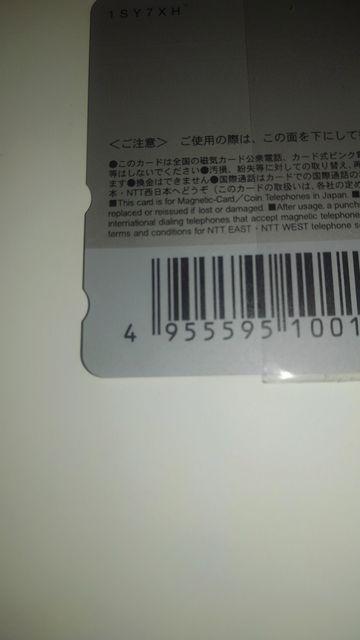 1SY7XH
<ご注意> ご使用の際は、この面を下にして
●このカードは全国の磁気カード公衆電話、カード式ピンク
等はしないでください●汚損、紛失等に対しての取り替え、再
ます●換金はできません●国際通話はカードでの国際通話の
本・NTT西日本へどうぞ（このカードの取扱いは、各社の定め
■This card is for Magnetic-Card／Coin Telephones in Japan. ■
replaced or reissued if lost or damaged. ■After usage, a punch
international dialing telephones that accept magnetic telephone
terms and conditions for NTT EAST・NTT WEST telephone
4 955595 1001